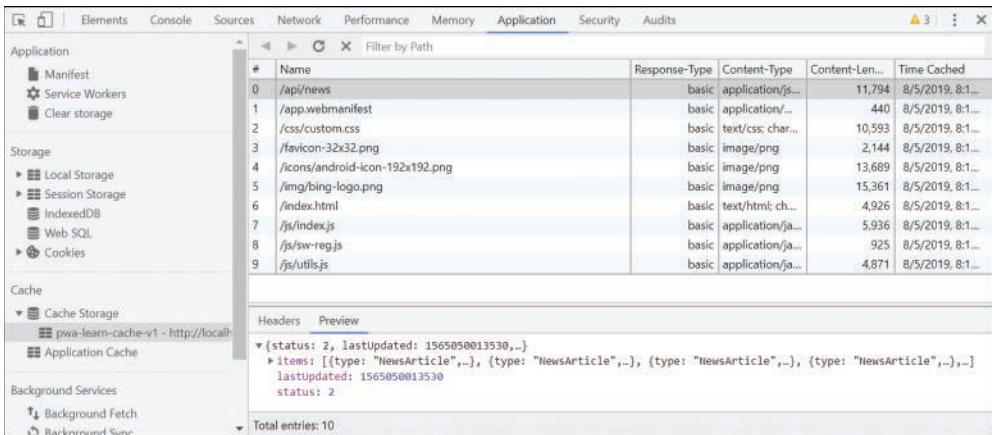 Elements Console Sources Network Performance Memory Application Security Audits 3
Application
Manifest
Service Workers
Clear storage
Storage
Local Storage
Session Storage
IndexedDB
Web SQL
Cookies
Cache
Cache Storage
pwa-learn-cache-v1 - http://localh
Application Cache
Background Services
Background Fetch
Background Sync
Filter by Path
# Name Response-Type Content-Type Content-Len... Time Cached
0 /api/news basic application/js... 11,794 8/5/2019, 8:1...
1 /app.webmanifest basic application/... 440 8/5/2019, 8:1...
2 /css/custom.css basic text/css; char... 10,593 8/5/2019, 8:1...
3 /favicon-32x32.png basic image/png 2,144 8/5/2019, 8:1...
4 /icons/android-icon-192x192.png basic image/png 13,689 8/5/2019, 8:1...
5 /img/bing-logo.png basic image/png 15,361 8/5/2019, 8:1...
6 /index.html basic text/html; ch... 4,926 8/5/2019, 8:1...
7 /js/index.js basic application/ja... 5,936 8/5/2019, 8:1...
8 /js/sw-reg.js basic application/ja... 925 8/5/2019, 8:1...
9 /js/utils.js basic application/ja... 4,871 8/5/2019, 8:1...
Headers Preview
{status: 2, lastUpdated: 1565050013530,…}
items: [{type: "NewsArticle",…}, {type: "NewsArticle",…}, {type: "NewsArticle",…}, {type: "NewsArticle",…},…]
lastUpdated: 1565050013530
status: 2
Total entries: 10